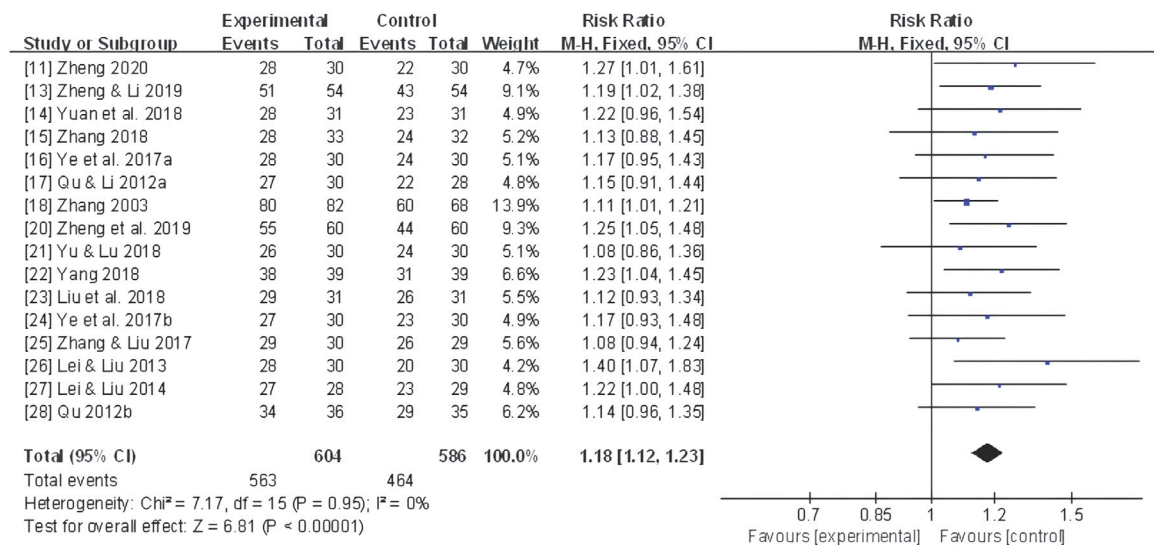 Experimental Control Risk Ratio Risk Ratio
Study or Subgroup Events Total Events Total Weight M-H, Fixed, 95% CI M-H, Fixed, 95% CI
[11] Zheng 2020 28 30 22 30 4.7% 1.27 [1.01, 1.61]
[13] Zheng & Li 2019 51 54 43 54 9.1% 1.19 [1.02, 1.38]
[14] Yuan et al. 2018 28 31 23 31 4.9% 1.22 [0.96, 1.54]
[15] Zhang 2018 28 33 24 32 5.2% 1.13 [0.88, 1.45]
[16] Ye et al. 2017a 28 30 24 30 5.1% 1.17 [0.95, 1.43]
[17] Qu & Li 2012a 27 30 22 28 4.8% 1.15 [0.91, 1.44]
[18] Zhang 2003 80 82 60 68 13.9% 1.11 [1.01, 1.21]
[20] Zheng et al. 2019 55 60 44 60 9.3% 1.25 [1.05, 1.48]
[21] Yu & Lu 2018 26 30 24 30 5.1% 1.08 [0.86, 1.36]
[22] Yang 2018 38 39 31 39 6.6% 1.23 [1.04, 1.45]
[23] Liu et al. 2018 29 31 26 31 5.5% 1.12 [0.93, 1.34]
[24] Ye et al. 2017b 27 30 23 30 4.9% 1.17 [0.93, 1.48]
[25] Zhang & Liu 2017 29 30 26 29 5.6% 1.08 [0.94, 1.24]
[26] Lei & Liu 2013 28 30 20 30 4.2% 1.40 [1.07, 1.83]
[27] Lei & Liu 2014 27 28 23 29 4.8% 1.22 [1.00, 1.48]
[28] Qu 2012b 34 36 29 35 6.2% 1.14 [0.96, 1.35]
Total (95% CI) 604 586 100.0% 1.18 [1.12, 1.23]
Total events 563 464
Heterogeneity: Chi² = 7.17, df = 15 (P = 0.95); I² = 0%
Test for overall effect: Z = 6.81 (P < 0.00001)
0.7 0.85 1 1.2 1.5
Favours [experimental] Favours [control]